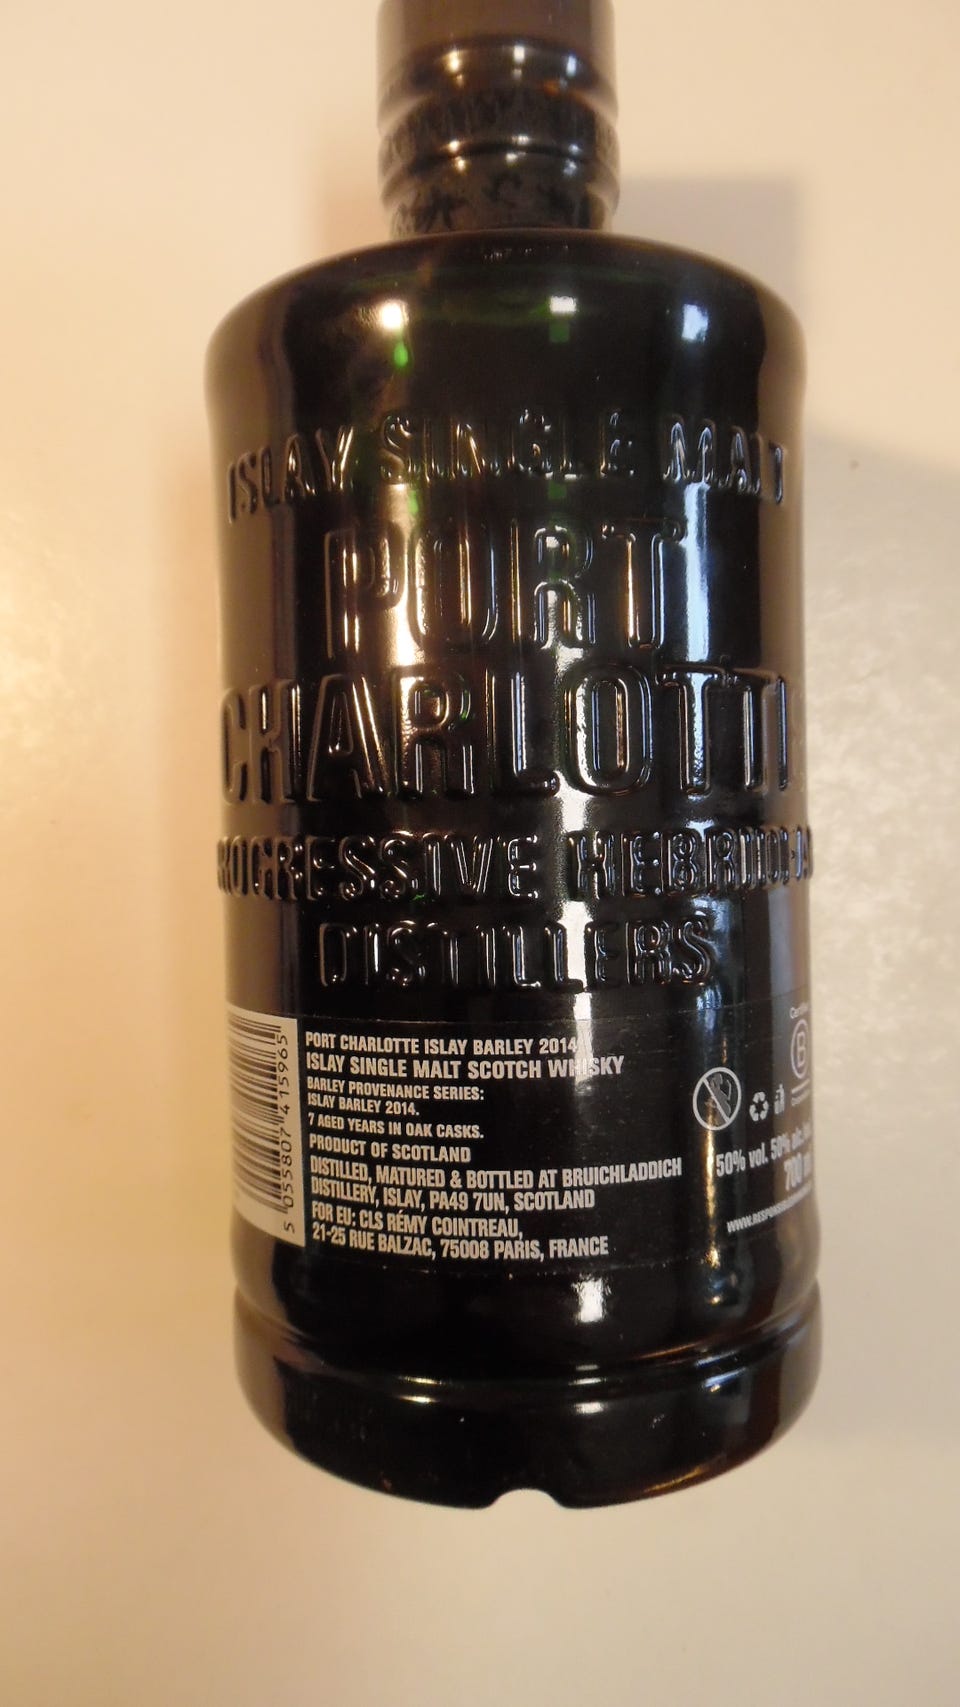 ISLAY SINGLE MALT
PORT
CHARLOTTE
PROGRESSIVE HEBRIDEAN
DISTILLERS
5 055807 415965
PORT CHARLOTTE ISLAY BARLEY 2014
ISLAY SINGLE MALT SCOTCH WHISKY
BARLEY PROVENANCE SERIES:
ISLAY BARLEY 2014.
7 AGED YEARS IN OAK CASKS.
PRODUCT OF SCOTLAND
DISTILLED, MATURED & BOTTLED AT BRUICHLADDICH
DISTILLERY, ISLAY, PA49 7UN, SCOTLAND
FOR EU: CLS RÉMY COINTREAU,
21-25 RUE BALZAC, 75008 PARIS, FRANCE
B
50% vol. 50% alc./vol.
700 ml